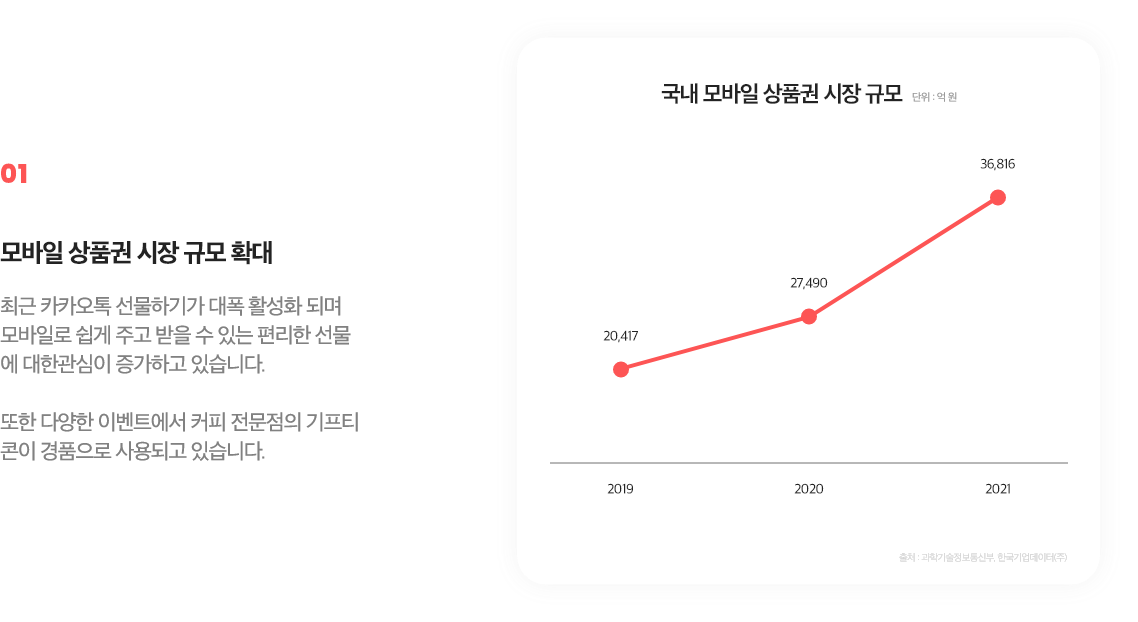 01
모바일 상품권 시장 규모 확대
최근 카카오톡 선물하기가 대폭 활성화 되며
모바일로 쉽게 주고 받을 수 있는 편리한 선물
에 대한관심이 증가하고 있습니다.
또한 다양한 이벤트에서 커피 전문점의 기프티
콘이 경품으로 사용되고 있습니다.
국내 모바일 상품권 시장 규모 단위 : 억 원
36,816
27,490
20,417
2019 2020 2021
출처 : 과학기술정보통신부, 한국기업데이터(주)